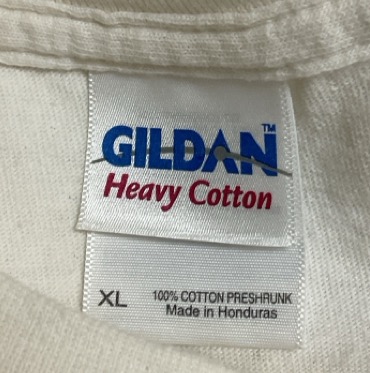 GILDAN™
Heavy Cotton
XL
100% COTTON PRESHRUNK
Made in Honduras